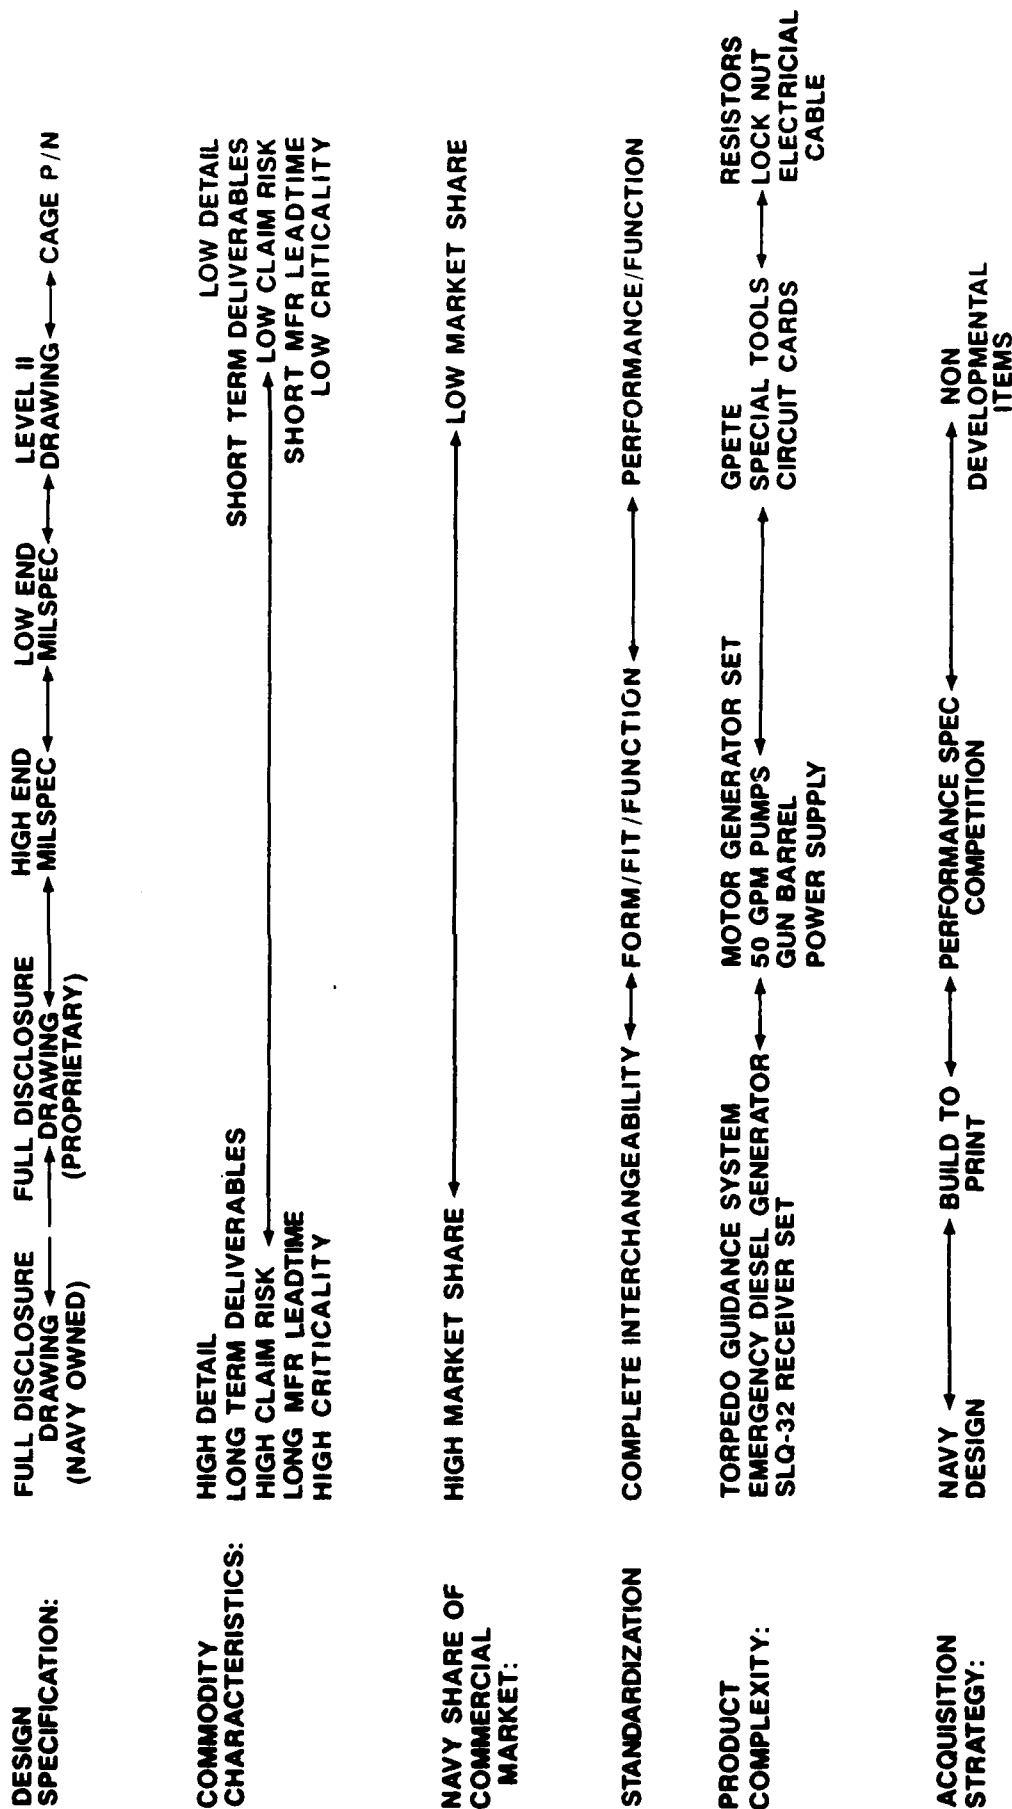 DESIGN
SPECIFICATION:
FULL DISCLOSURE
DRAWING
(NAVY OWNED)
FULL DISCLOSURE
DRAWING
(PROPRIETARY)
HIGH END
MILSPEC
LOW END
MILSPEC
LEVEL II
DRAWING
CAGE P/N
COMMODITY
CHARACTERISTICS:
HIGH DETAIL
LONG TERM DELIVERABLES
HIGH CLAIM RISK
LONG MFR LEADTIME
HIGH CRITICALITY
LOW DETAIL
SHORT TERM DELIVERABLES
LOW CLAIM RISK
SHORT MFR LEADTIME
LOW CRITICALITY
NAVY SHARE OF
COMMERCIAL
MARKET:
HIGH MARKET SHARE
LOW MARKET SHARE
STANDARDIZATION
COMPLETE INTERCHANGEABILITY
FORM/FIT/FUNCTION
PERFORMANCE/FUNCTION
PRODUCT
COMPLEXITY:
TORPEDO GUIDANCE SYSTEM
EMERGENCY DIESEL GENERATOR
SLQ-32 RECEIVER SET
MOTOR GENERATOR SET
50 GPM PUMPS
GUN BARREL
POWER SUPPLY
GPETE
SPECIAL TOOLS
CIRCUIT CARDS
RESISTORS
LOCK NUT
ELECTRICIAL
CABLE
ACQUISITION
STRATEGY:
NAVY
DESIGN
BUILD TO
PRINT
PERFORMANCE SPEC
COMPETITION
NON
DEVELOPMENTAL
ITEMS